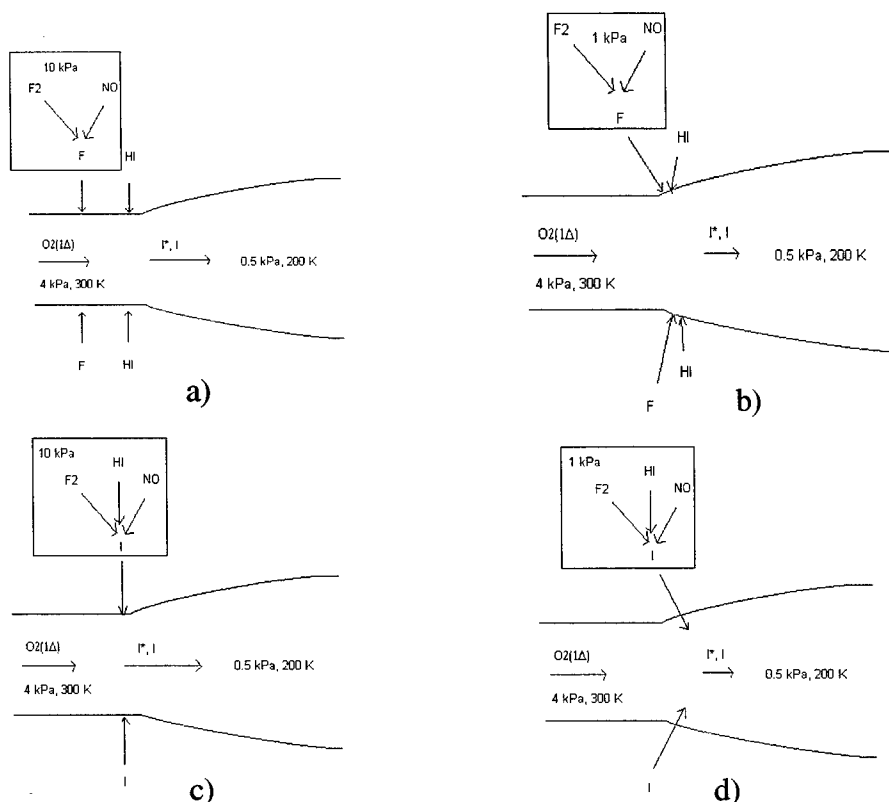 10 kPa
F2 NO
F HI
O2(1Δ) I*, I
0.5 kPa, 200 K
4 kPa, 300 K
F HI
a)
F2 NO
1 kPa
F
HI
O2(1Δ) I*, I
0.5 kPa, 200 K
4 kPa, 300 K
HI
F
b)
10 kPa
HI
F2 NO
I
O2(1Δ) I*, I
0.5 kPa, 200 K
4 kPa, 300 K
I
c)
1 kPa
HI
F2 NO
I
O2(1Δ) I*, I
0.5 kPa, 200 K
4 kPa, 300 K
I
d)